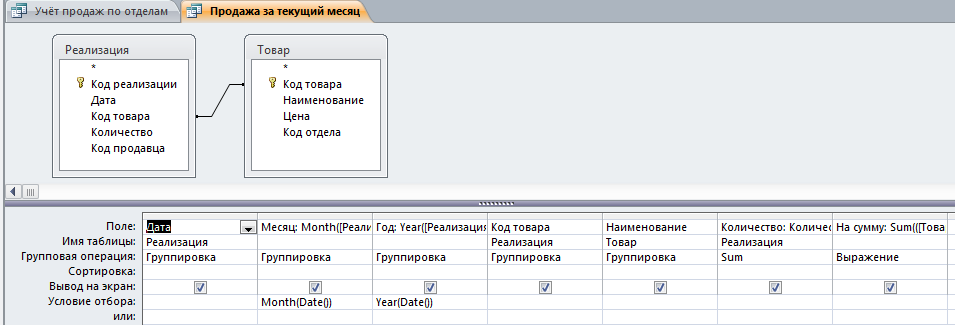 Учёт продаж по отделам
Продажа за текущий месяц
Реализация
*
Код реализации
Дата
Код товара
Количество
Код продавца
Товар
*
Код товара
Наименование
Цена
Код отдела
Поле: Дата Месяц: Month([Реали Год: Year([Реализация Код товара Наименование Количество: Количе На сумму: Sum(([Това
Имя таблицы: Реализация Реализация Товар Реализация
Групповая операция: Группировка Группировка Группировка Группировка Группировка Sum Выражение
Сортировка:
Вывод на экран:
Условие отбора: Month(Date()) Year(Date())
или: